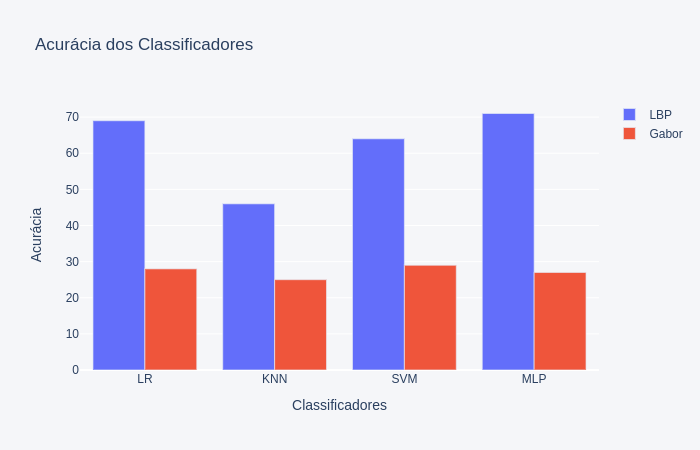 Acurácia dos Classificadores
70
60
50
40
30
20
10
0
Acurácia
LR
KNN
SVM
MLP
Classificadores
LBP
Gabor